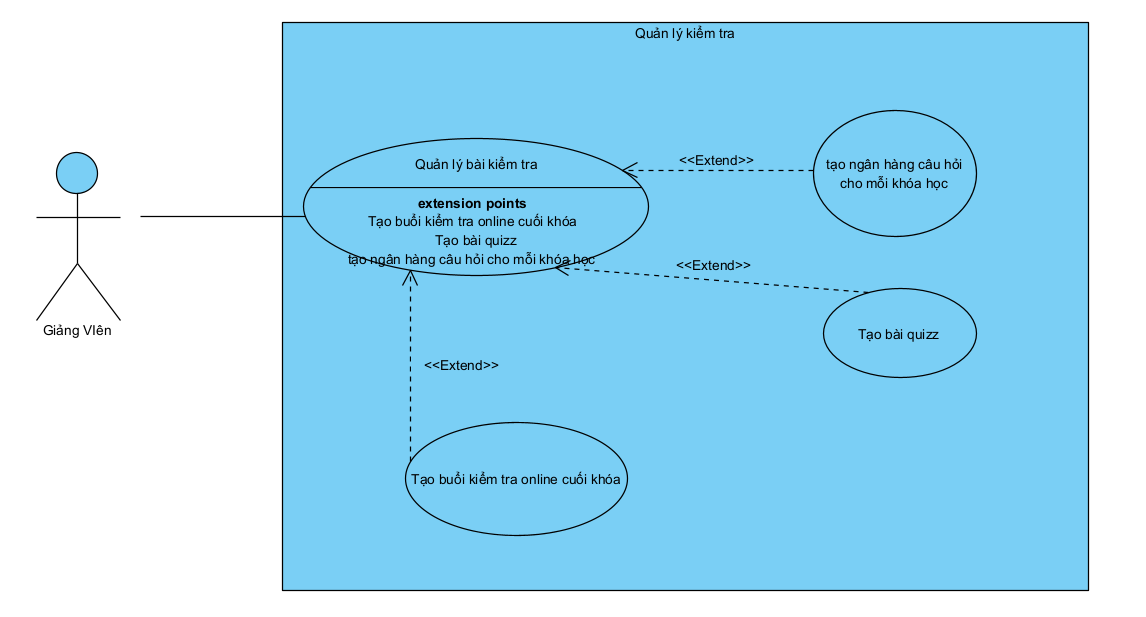 Quản lý kiểm tra
Quản lý bài kiểm tra
extension points
Tạo buổi kiểm tra online cuối khóa
Tạo bài quizz
tạo ngân hàng câu hỏi cho mỗi khóa học
<<Extend>>
tạo ngân hàng câu hỏi
cho mỗi khóa học
<<Extend>>
Tạo bài quizz
Giảng VIên
<<Extend>>
Tạo buổi kiểm tra online cuối khóa